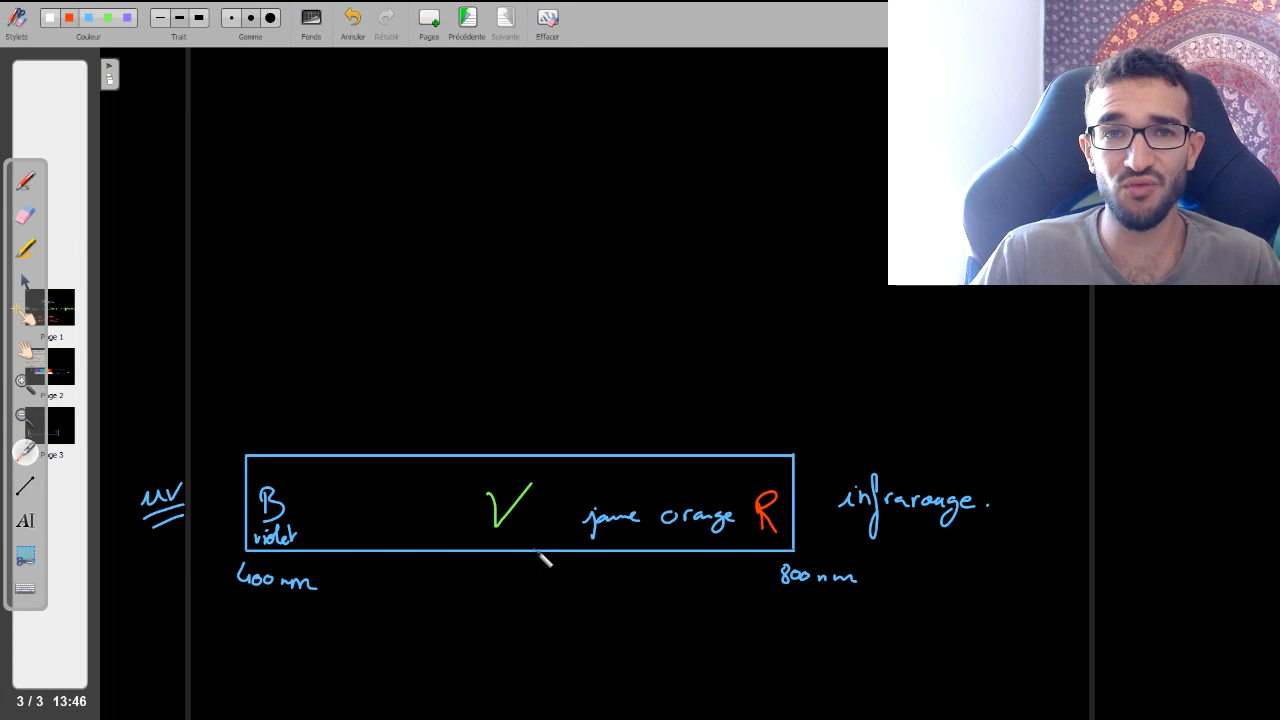 Stylets Couleur Trait Gomme Fonds Annuler Rétablir Pages Précédente Suivante Effacer
Page 1
Page 2
Page 3
AI
UV
B
violet
V
jaune orange R
infrarouge.
400 nm
800 nm
3 / 3 13:46